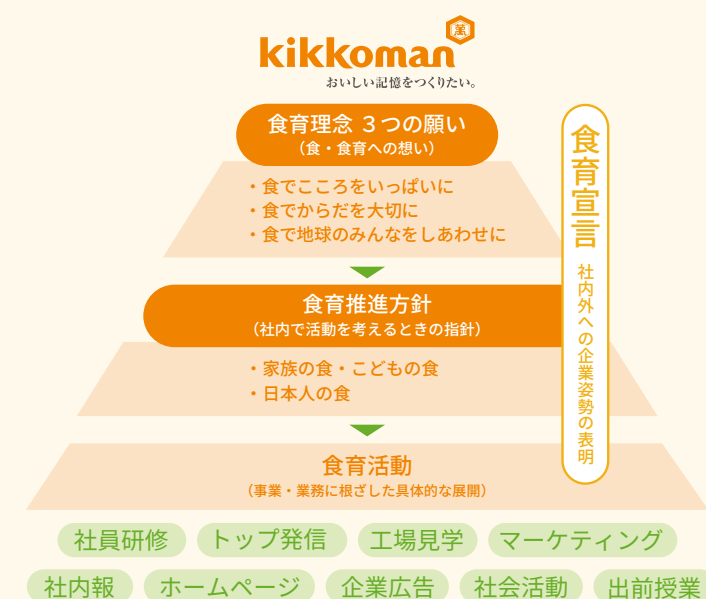 萬
kikkoman
おいしい記憶をつくりたい。
食育理念 3つの願い
（食・食育への想い）
・食でこころをいっぱいに
・食でからだを大切に
・食で地球のみんなをしあわせに
食育推進方針
（社内で活動を考えるときの指針）
・家族の食・こどもの食
・日本人の食
食育活動
（事業・業務に根ざした具体的な展開）
食育宣言 社内外への企業姿勢の表明
社員研修 トップ発信 工場見学 マーケティング
社内報 ホームページ 企業広告 社会活動 出前授業